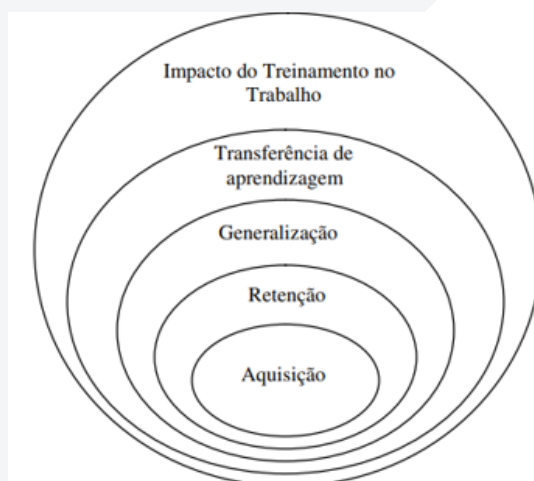 Impacto do Treinamento no
Trabalho
Transferência de
aprendizagem
Generalização
Retenção
Aquisição